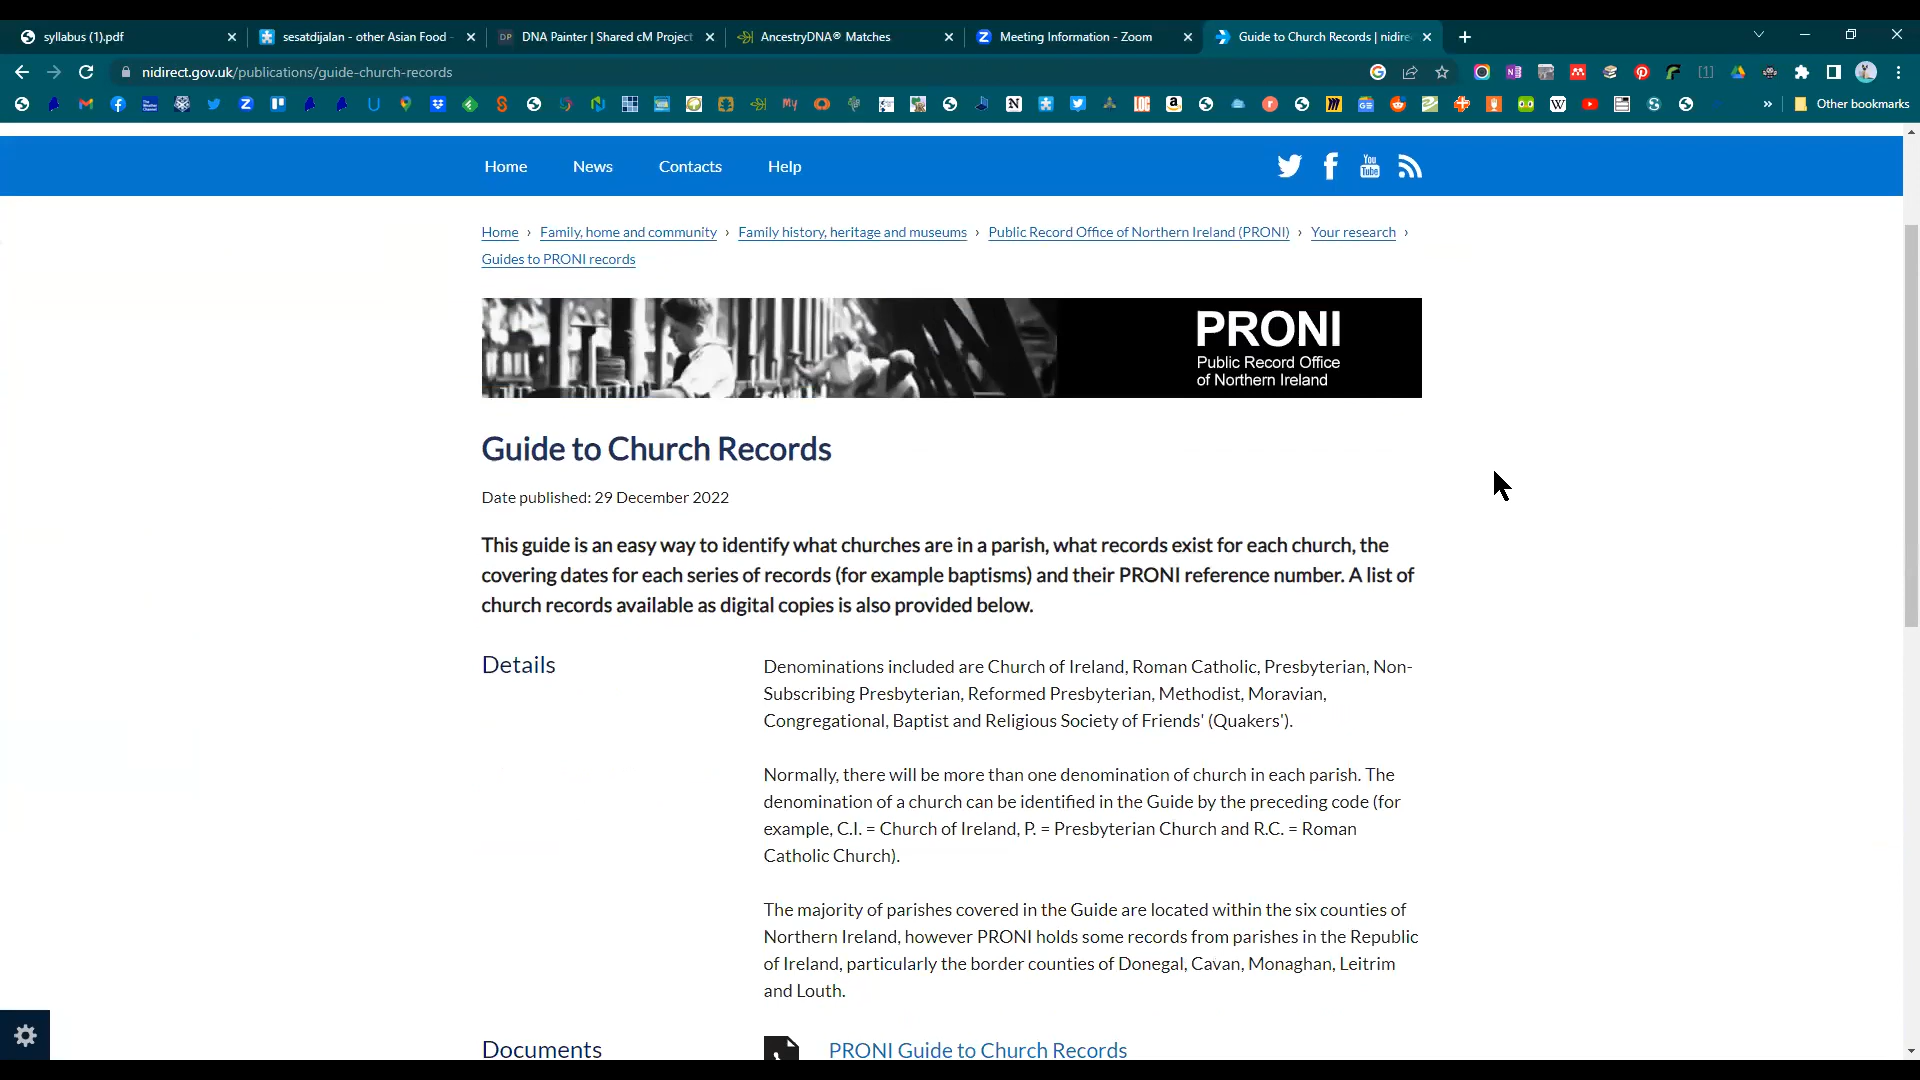 syllabus (1).pdf
sesatdijalan - other Asian Food -
DP
DNA Painter | Shared cM Project
AncestryDNA® Matches
Meeting Information - Zoom
Guide to Church Records | nidire
nidirect.gov.uk/publications/guide-church-records
Other bookmarks
Home
News
Contacts
Help
You
Tube
Home › Family, home and community › Family history, heritage and museums › Public Record Office of Northern Ireland (PRONI) › Your research ›
Guides to PRONI records
PRONI
Public Record Office
of Northern Ireland
Guide to Church Records
Date published: 29 December 2022
This guide is an easy way to identify what churches are in a parish, what records exist for each church, the
covering dates for each series of records (for example baptisms) and their PRONI reference number. A list of
church records available as digital copies is also provided below.
Details
Denominations included are Church of Ireland, Roman Catholic, Presbyterian, Non-
Subscribing Presbyterian, Reformed Presbyterian, Methodist, Moravian,
Congregational, Baptist and Religious Society of Friends' (Quakers').
Normally, there will be more than one denomination of church in each parish. The
denomination of a church can be identified in the Guide by the preceding code (for
example, C.I. = Church of Ireland, P. = Presbyterian Church and R.C. = Roman
Catholic Church).
The majority of parishes covered in the Guide are located within the six counties of
Northern Ireland, however PRONI holds some records from parishes in the Republic
of Ireland, particularly the border counties of Donegal, Cavan, Monaghan, Leitrim
and Louth.
Documents
PRONI Guide to Church Records